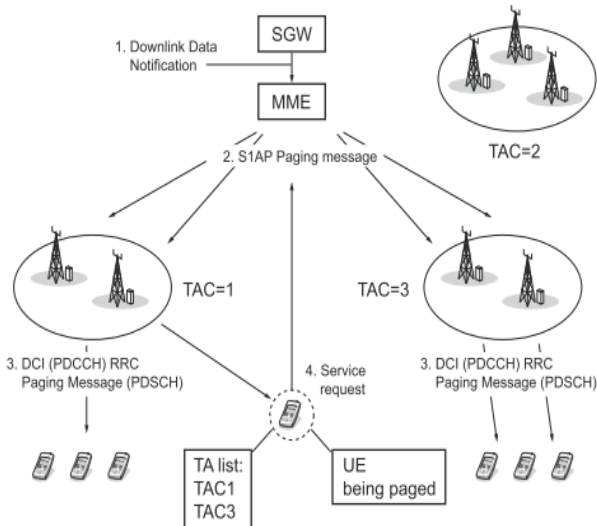 SGW
1. Downlink Data
Notification
MME
TAC=2
2. S1AP Paging message
TAC=1
TAC=3
3. DCI (PDCCH) RRC
Paging Message (PDSCH)
4. Service
request
3. DCI (PDCCH) RRC
Paging Message (PDSCH)
TA list:
TAC1
TAC3
UE
being paged